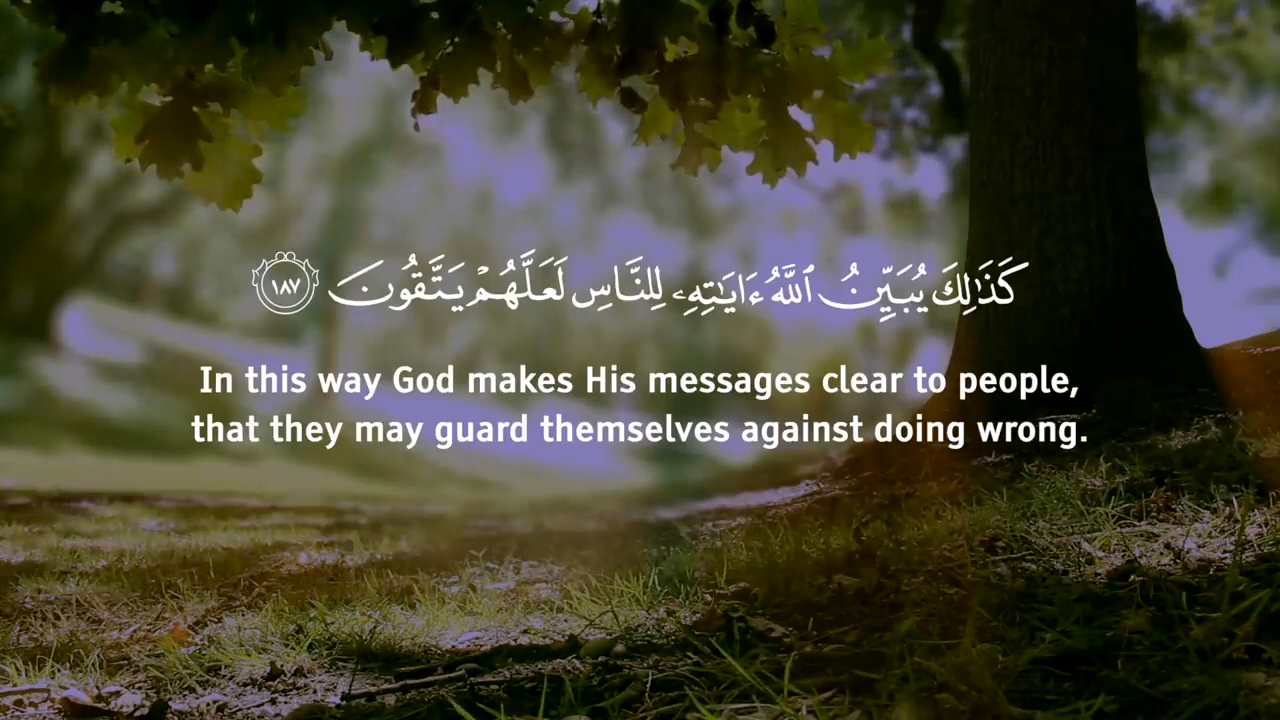 كَذَٰلِكَ يُبَيِّنُ ٱللَّهُ ءَايَـٰتِهِۦ لِلنَّاسِ لَعَلَّهُمْ يَتَّقُونَ ١٨٧
In this way God makes His messages clear to people,
that they may guard themselves against doing wrong.